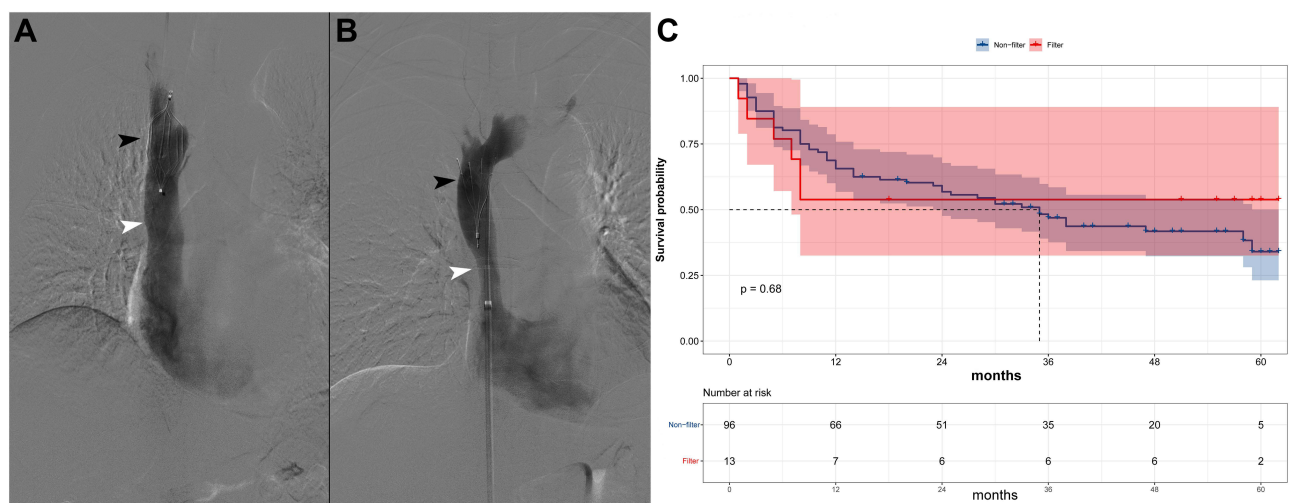 A
B
C
Non-filter
Filter
1.00
0.75
0.50
0.25
0.00
Survival probability
p = 0.68
0
12
24
36
48
60
months
Number at risk
Non-filter
96
66
51
35
20
5
Filter
13
7
6
6
6
2
0
12
24
36
48
60
months